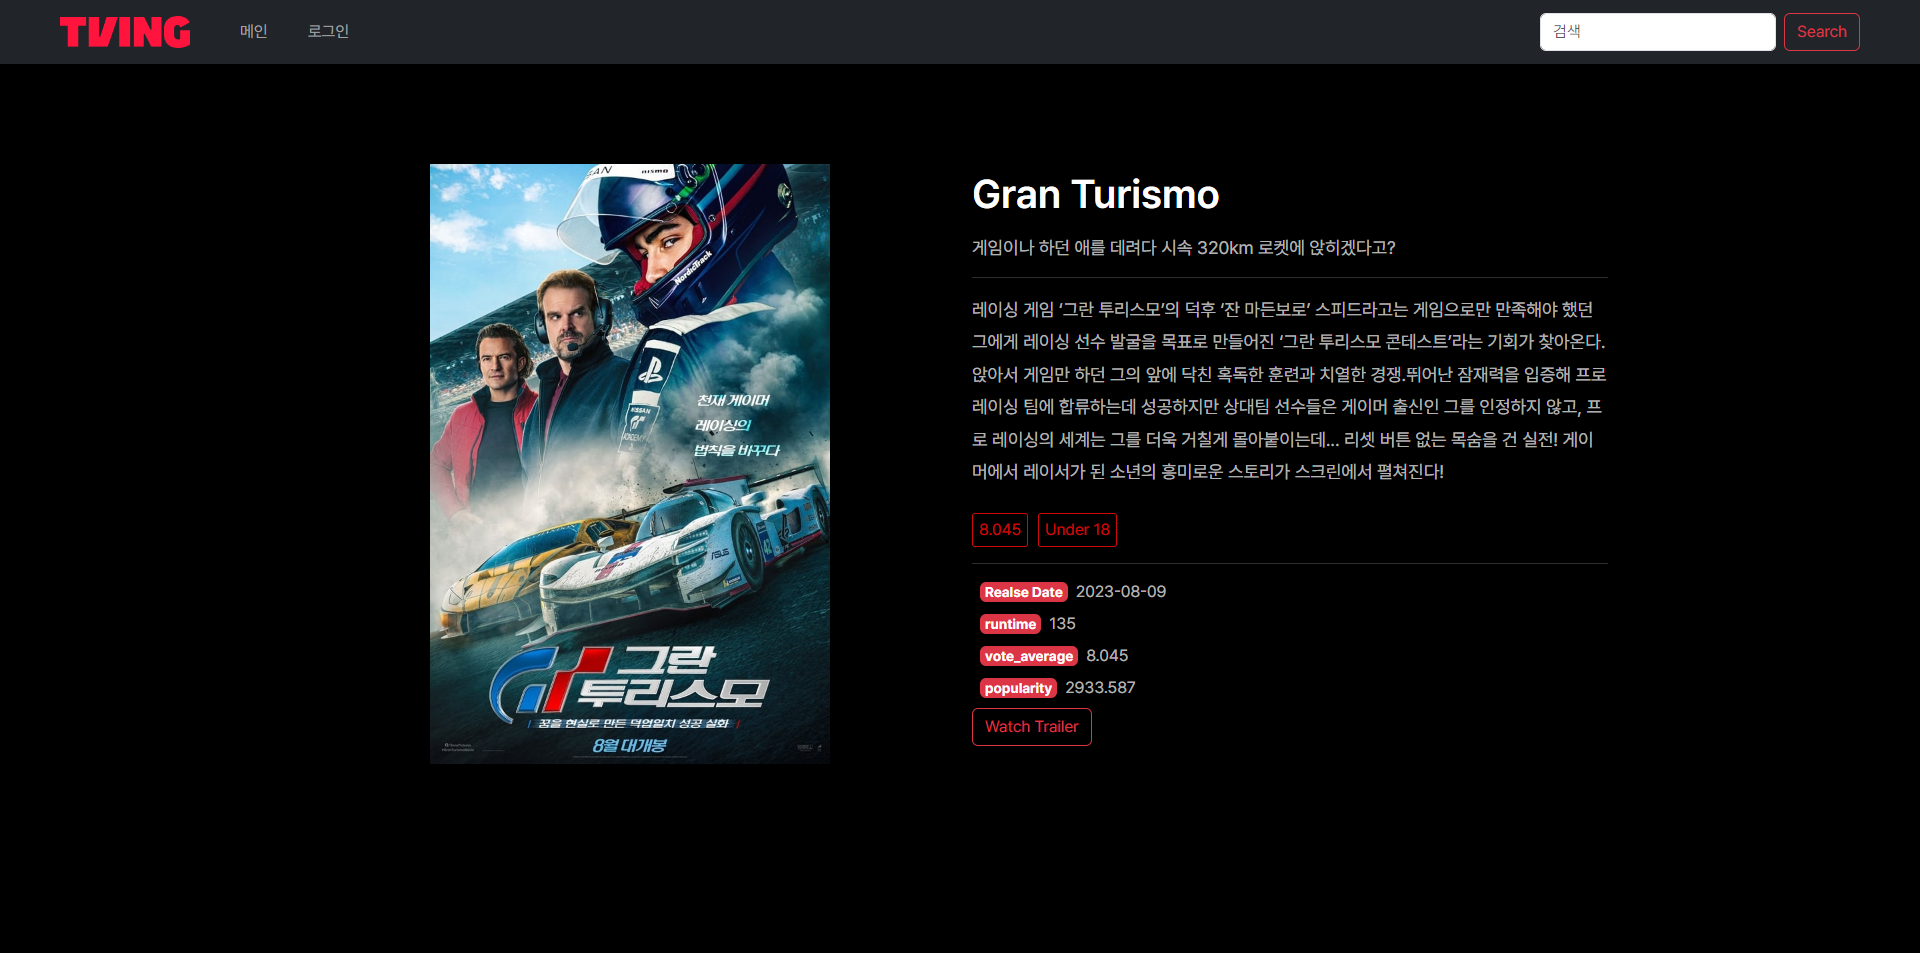 TVING
메인
로그인
검색
Search
NISSAN
nismo
NordicTrack
천재 게이머
레이싱의
법칙을 바꾸다
NISSAN
ASUS
42
그란
투리스모
꿈을 현실로 만든 덕업일치 성공 실화
8월 대개봉
Gran Turismo
게임이나 하던 애를 데려다 시속 320km 로켓에 앉히겠다고?
레이싱 게임 ‘그란 투리스모’의 덕후 ‘잔 마든보로’ 스피드라고는 게임으로만 만족해야 했던
그에게 레이싱 선수 발굴을 목표로 만들어진 ‘그란 투리스모 콘테스트’라는 기회가 찾아온다.
앉아서 게임만 하던 그의 앞에 닥친 혹독한 훈련과 치열한 경쟁.뛰어난 잠재력을 입증해 프로
레이싱 팀에 합류하는데 성공하지만 상대팀 선수들은 게이머 출신인 그를 인정하지 않고, 프
로 레이싱의 세계는 그를 더욱 거칠게 몰아붙이는데... 리셋 버튼 없는 목숨을 건 실전! 게이
머에서 레이서가 된 소년의 흥미로운 스토리가 스크린에서 펼쳐진다!
8.045
Under 18
Realse Date 2023-08-09
runtime 135
vote_average 8.045
popularity 2933.587
Watch Trailer